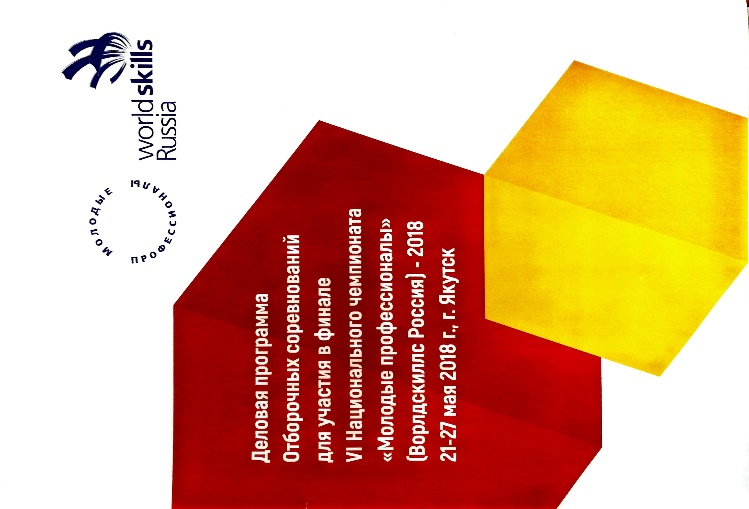 worldskills
Russia
МОЛОДЫЕ
ПРОФЕССИОНАЛЫ
Деловая программа
Отборочных соревнований
для участия в финале
VI Национального чемпионата
«Молодые профессионалы»
(Ворлдскиллс Россия) - 2018
21-27 мая 2018 г., г. Якутск